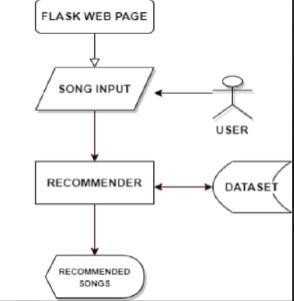 FLASK WEB PAGE
SONG INPUT
USER
RECOMMENDER
DATASET
RECOMMENDED
SONGS